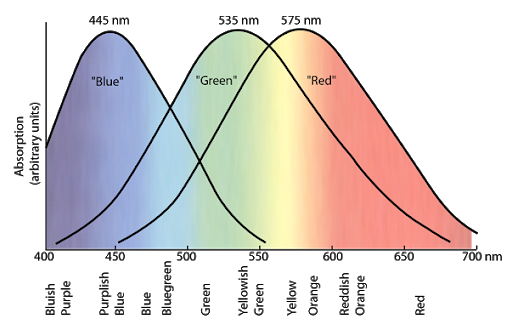 445 nm
535 nm
575 nm
"Blue"
"Green"
"Red"
Absorption
(arbitrary units)
400
450
500
550
600
650
700 nm
Bluish
Purple
Purplish
Blue
Blue
Bluegreen
Green
Yellowish
Green
Yellow
Orange
Reddish
Orange
Red